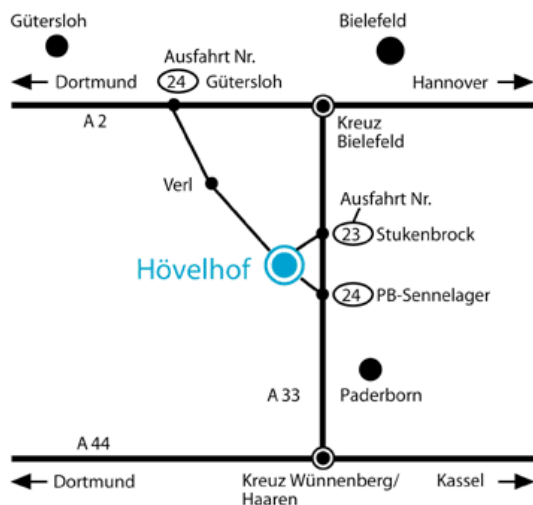 Gütersloh
Bielefeld
Ausfahrt Nr.
Dortmund
24 Gütersloh
Hannover
A 2
Kreuz
Bielefeld
Verl
Ausfahrt Nr.
23 Stukenbrock
Hövelhof
24 PB-Sennelager
A 33
Paderborn
A 44
Dortmund
Kreuz Wünnenberg/
Haaren
Kassel